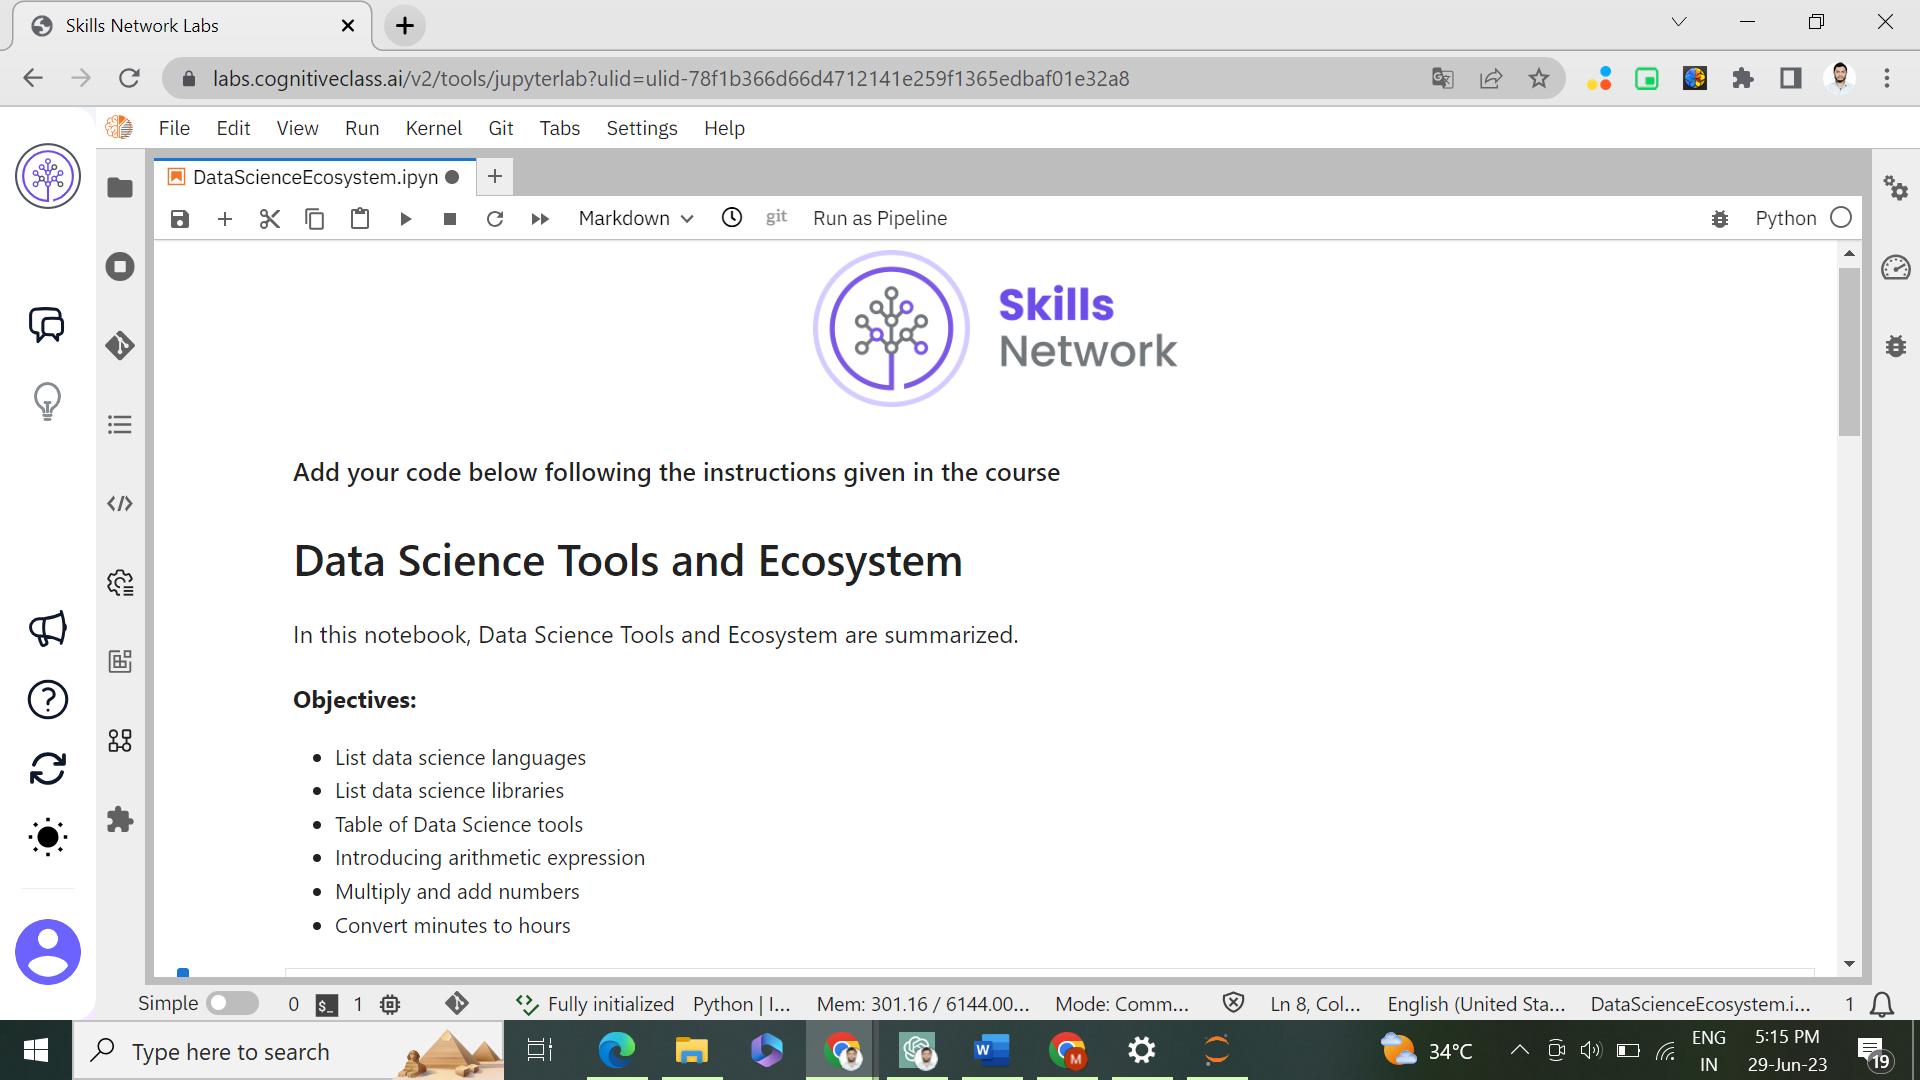 Skills Network Labs
labs.cognitiveclass.ai/v2/tools/jupyterlab?ulid=ulid-78f1b366d66d4712141e259f1365edbaf01e32a8
File Edit View Run Kernel Git Tabs Settings Help
DataScienceEcosystem.ipyn
Markdown git Run as Pipeline Python
Skills
Network
Add your code below following the instructions given in the course
Data Science Tools and Ecosystem
In this notebook, Data Science Tools and Ecosystem are summarized.
Objectives:
List data science languages
List data science libraries
Table of Data Science tools
Introducing arithmetic expression
Multiply and add numbers
Convert minutes to hours
Simple 0 $_ 1 Fully initialized Python | I... Mem: 301.16 / 6144.00... Mode: Comm... Ln 8, Col... English (United Sta... DataScienceEcosystem.i... 1
Type here to search W M 34°C ENG 5:15 PM
IN 29-Jun-23 19